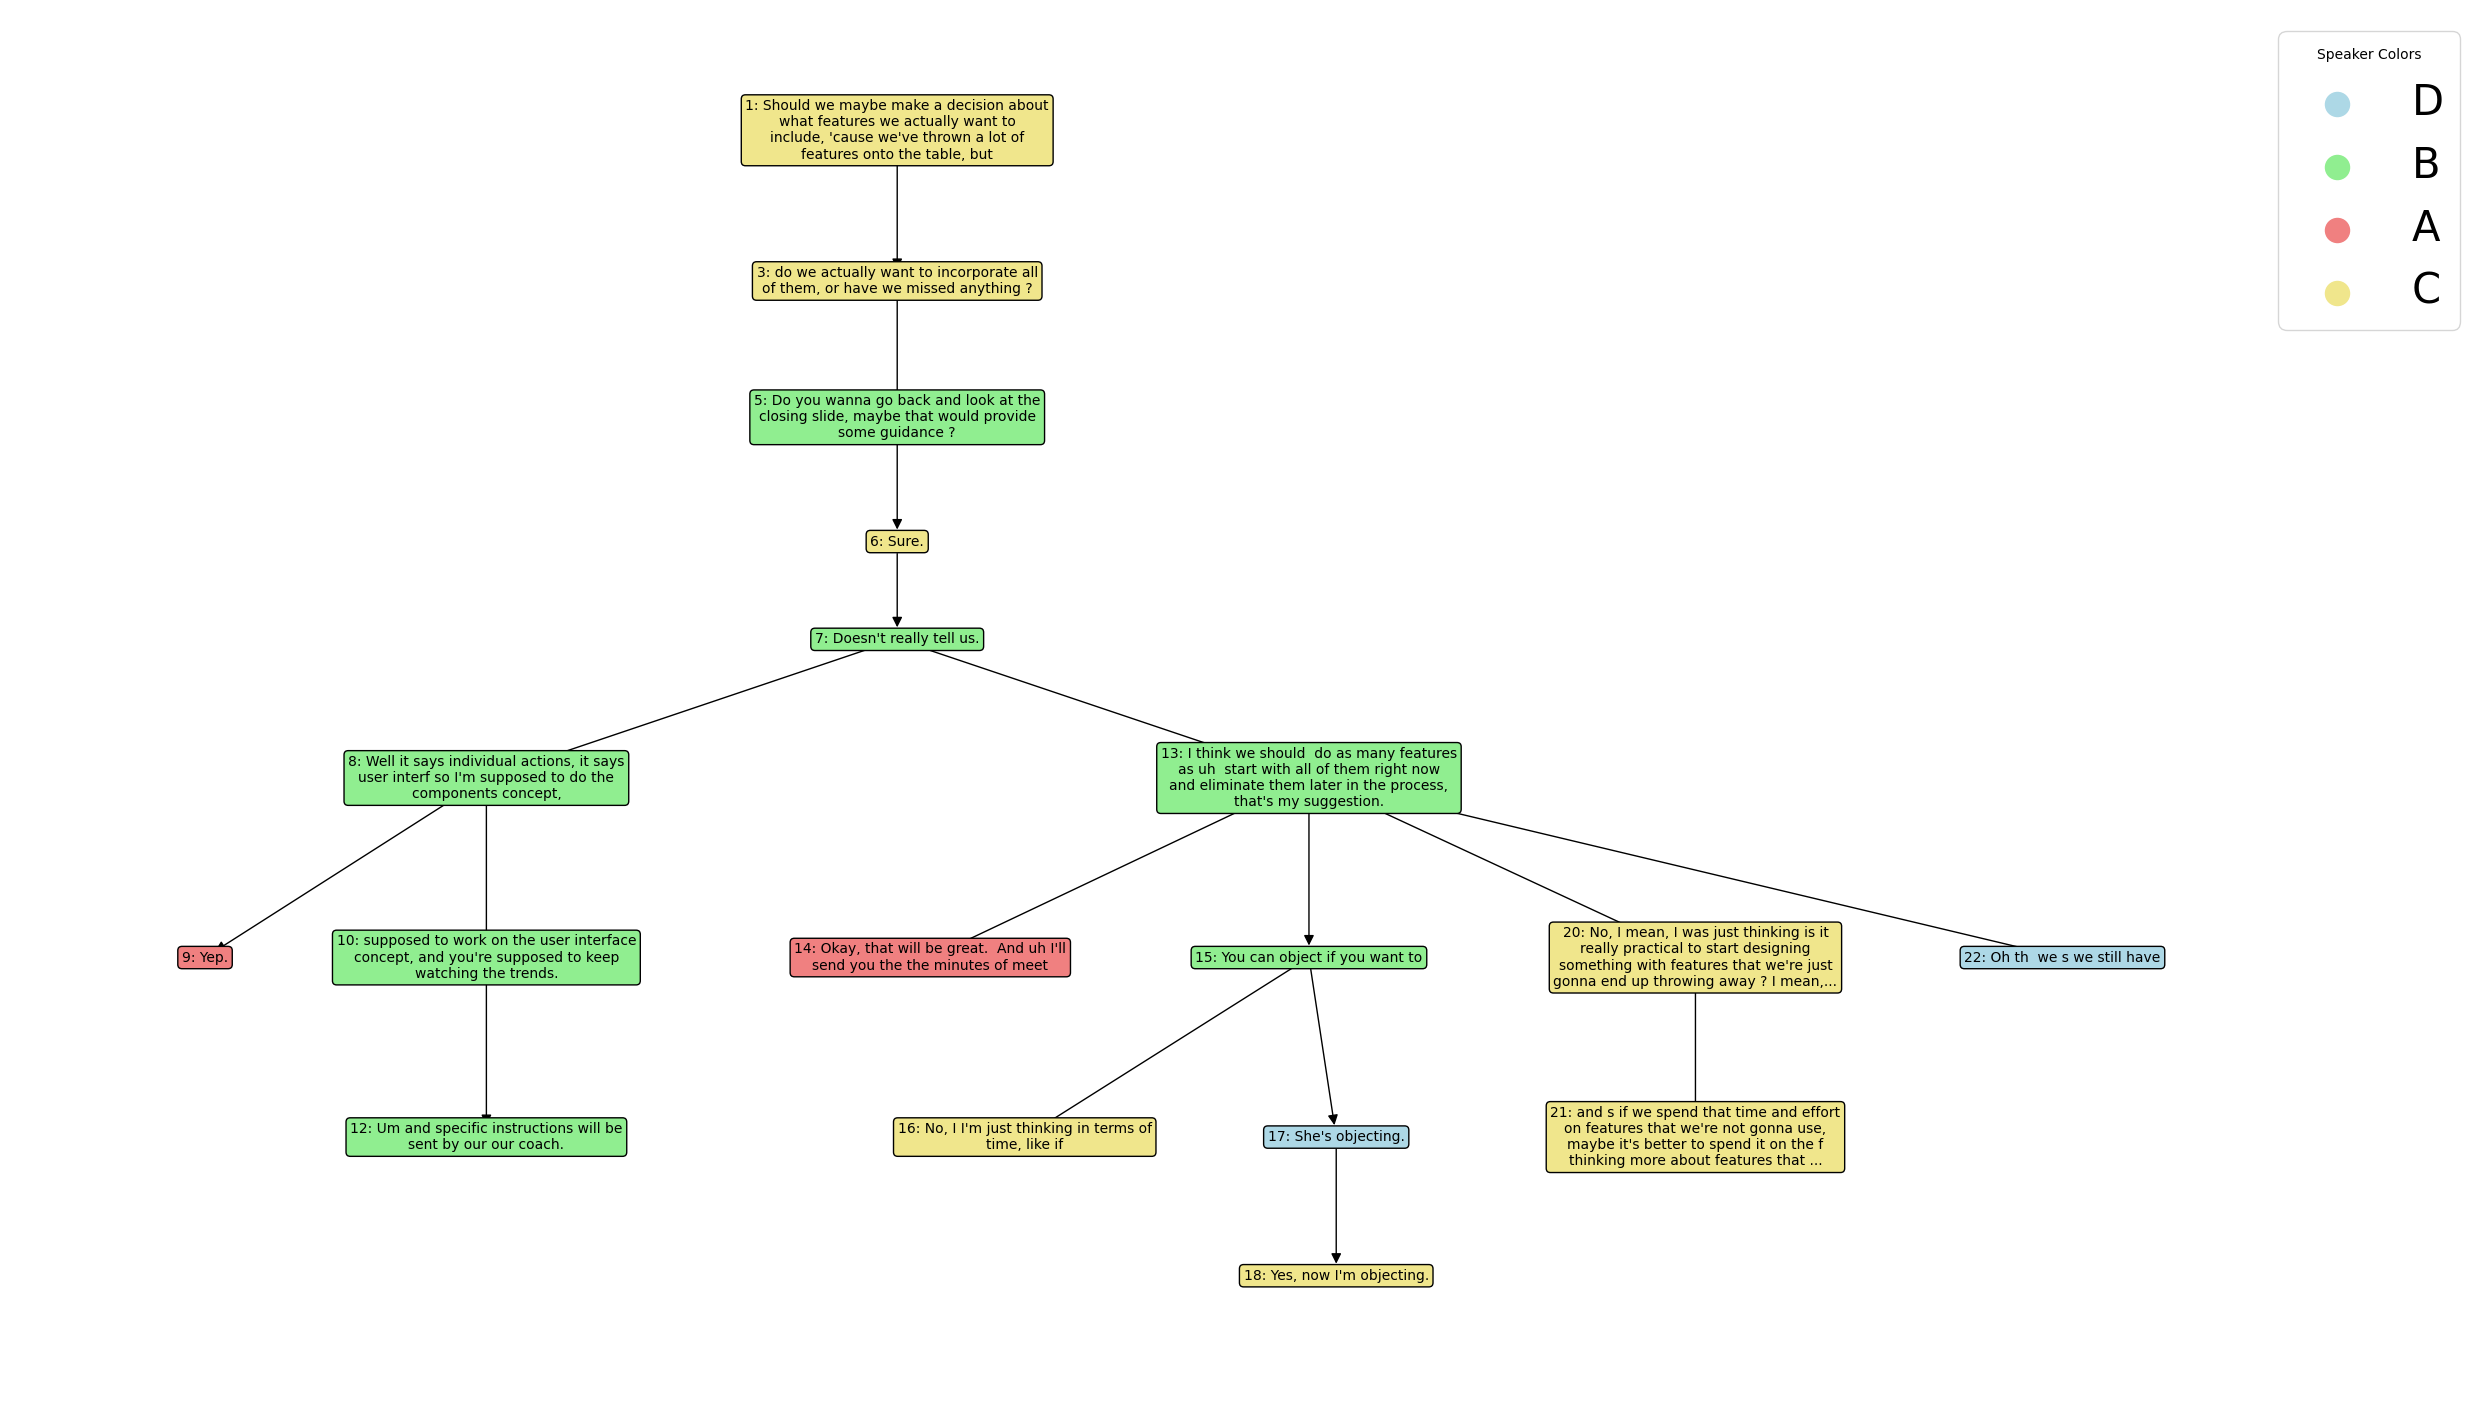 Speaker Colors
D
B
A
C
1: Should we maybe make a decision about
what features we actually want to
include, 'cause we've thrown a lot of
features onto the table, but
3: do we actually want to incorporate all
of them, or have we missed anything ?
5: Do you wanna go back and look at the
closing slide, maybe that would provide
some guidance ?
6: Sure.
7: Doesn't really tell us.
8: Well it says individual actions, it says
user interf so I'm supposed to do the
components concept,
13: I think we should  do as many features
as uh  start with all of them right now
and eliminate them later in the process,
that's my suggestion.
9: Yep.
10: supposed to work on the user interface
concept, and you're supposed to keep
watching the trends.
14: Okay, that will be great.  And uh I'll
send you the the minutes of meet
15: You can object if you want to
20: No, I mean, I was just thinking is it
really practical to start designing
something with features that we're just
gonna end up throwing away ? I mean,...
22: Oh th  we s we still have
12: Um and specific instructions will be
sent by our our coach.
16: No, I I'm just thinking in terms of
time, like if
17: She's objecting.
21: and s if we spend that time and effort
on features that we're not gonna use,
maybe it's better to spend it on the f
thinking more about features that ...
18: Yes, now I'm objecting.